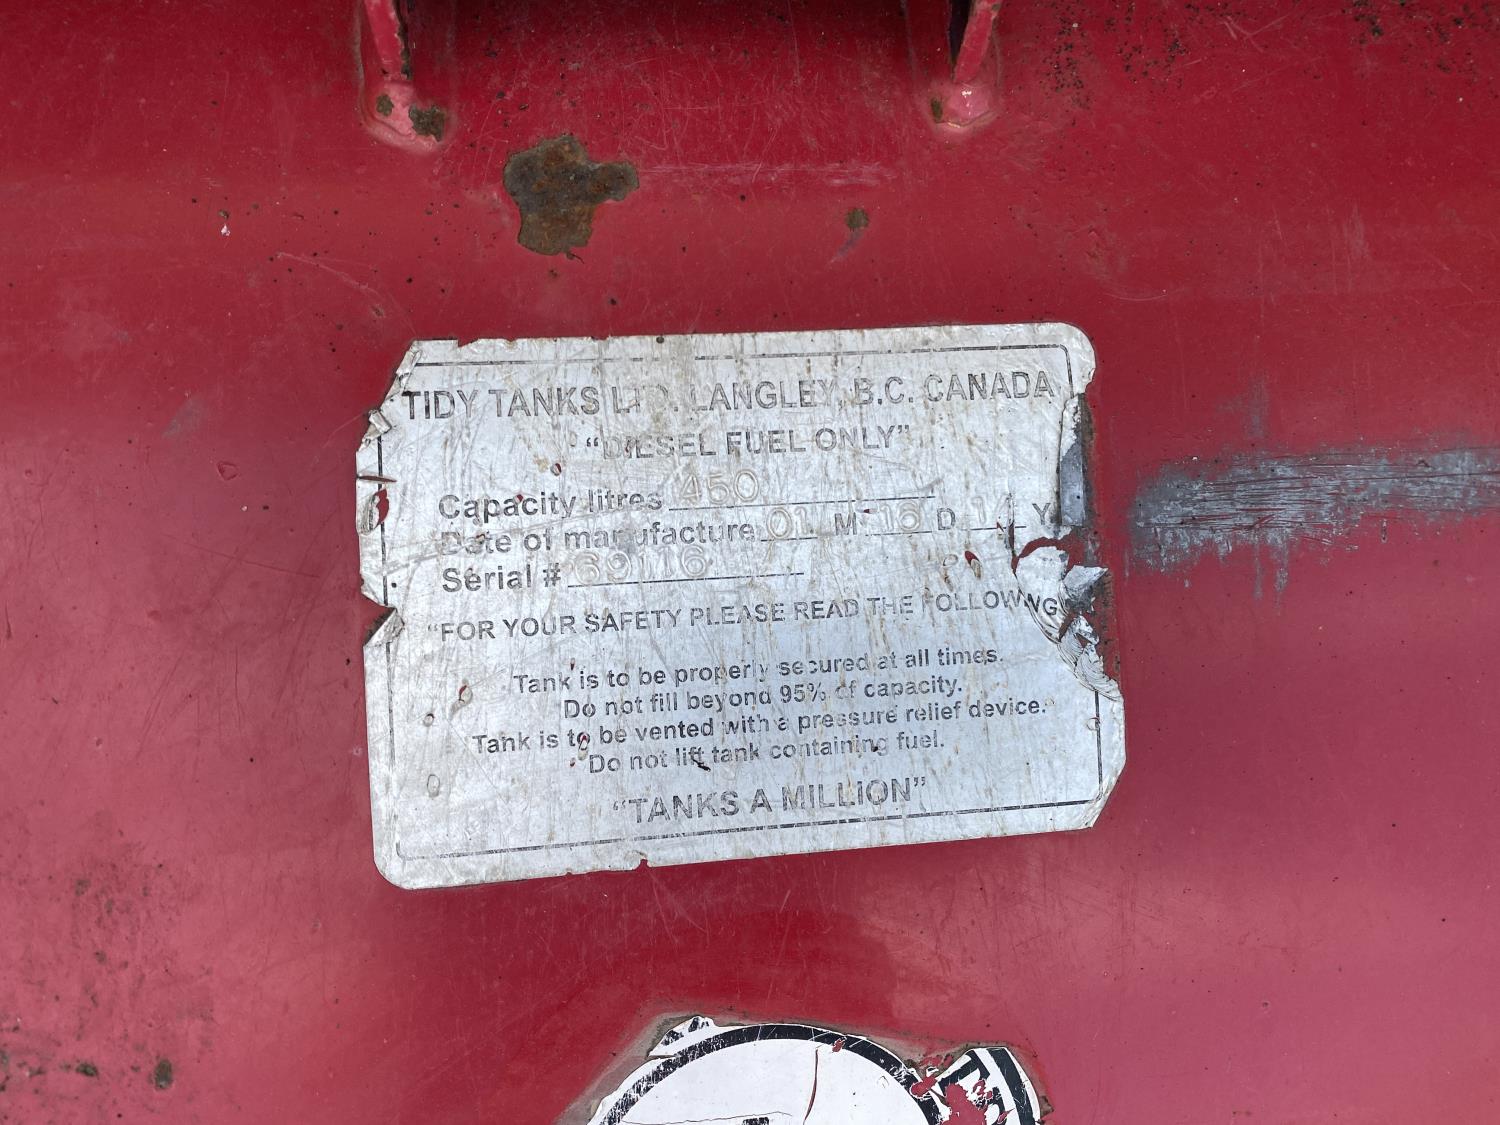 TIDY TANKS LTD. LANGLEY, B.C. CANADA
"DIESEL FUEL ONLY"
Capacity litres 450
Date of manufacture 01 M 16 D 14 Y
Serial # 69116
"FOR YOUR SAFETY PLEASE READ THE FOLLOWING
Tank is to be properly secured at all times.
Do not fill beyond 95% of capacity.
Tank is to be vented with a pressure relief device.
Do not lift tank containing fuel.
"TANKS A MILLION"